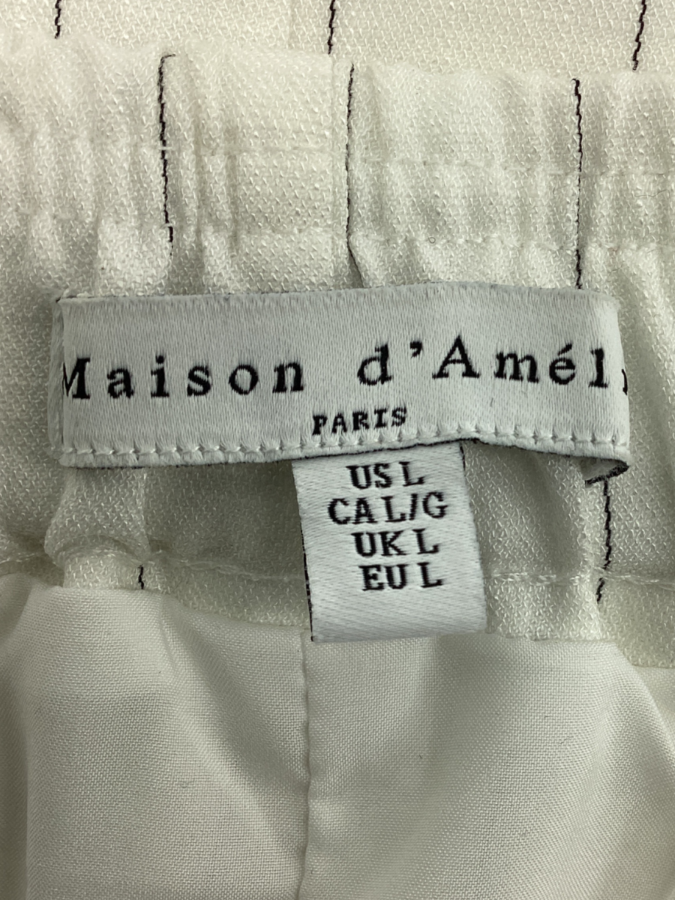 Maison d'Amél
PARIS
US L
CA L/G
UK L
EU L